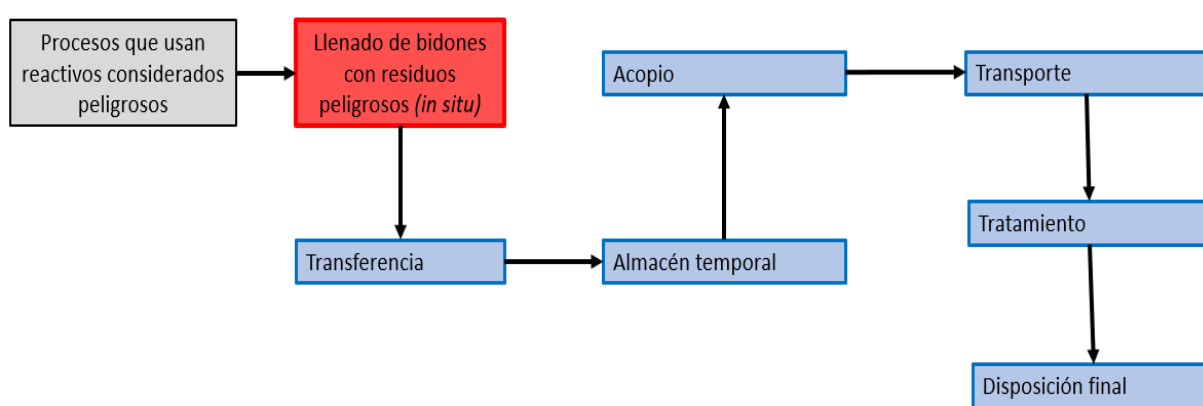 Procesos que usan
reactivos considerados
peligrosos
Llenado de bidones
con residuos
peligrosos (in situ)
Transferencia
Almacén temporal
Acopio
Transporte
Tratamiento
Disposición final